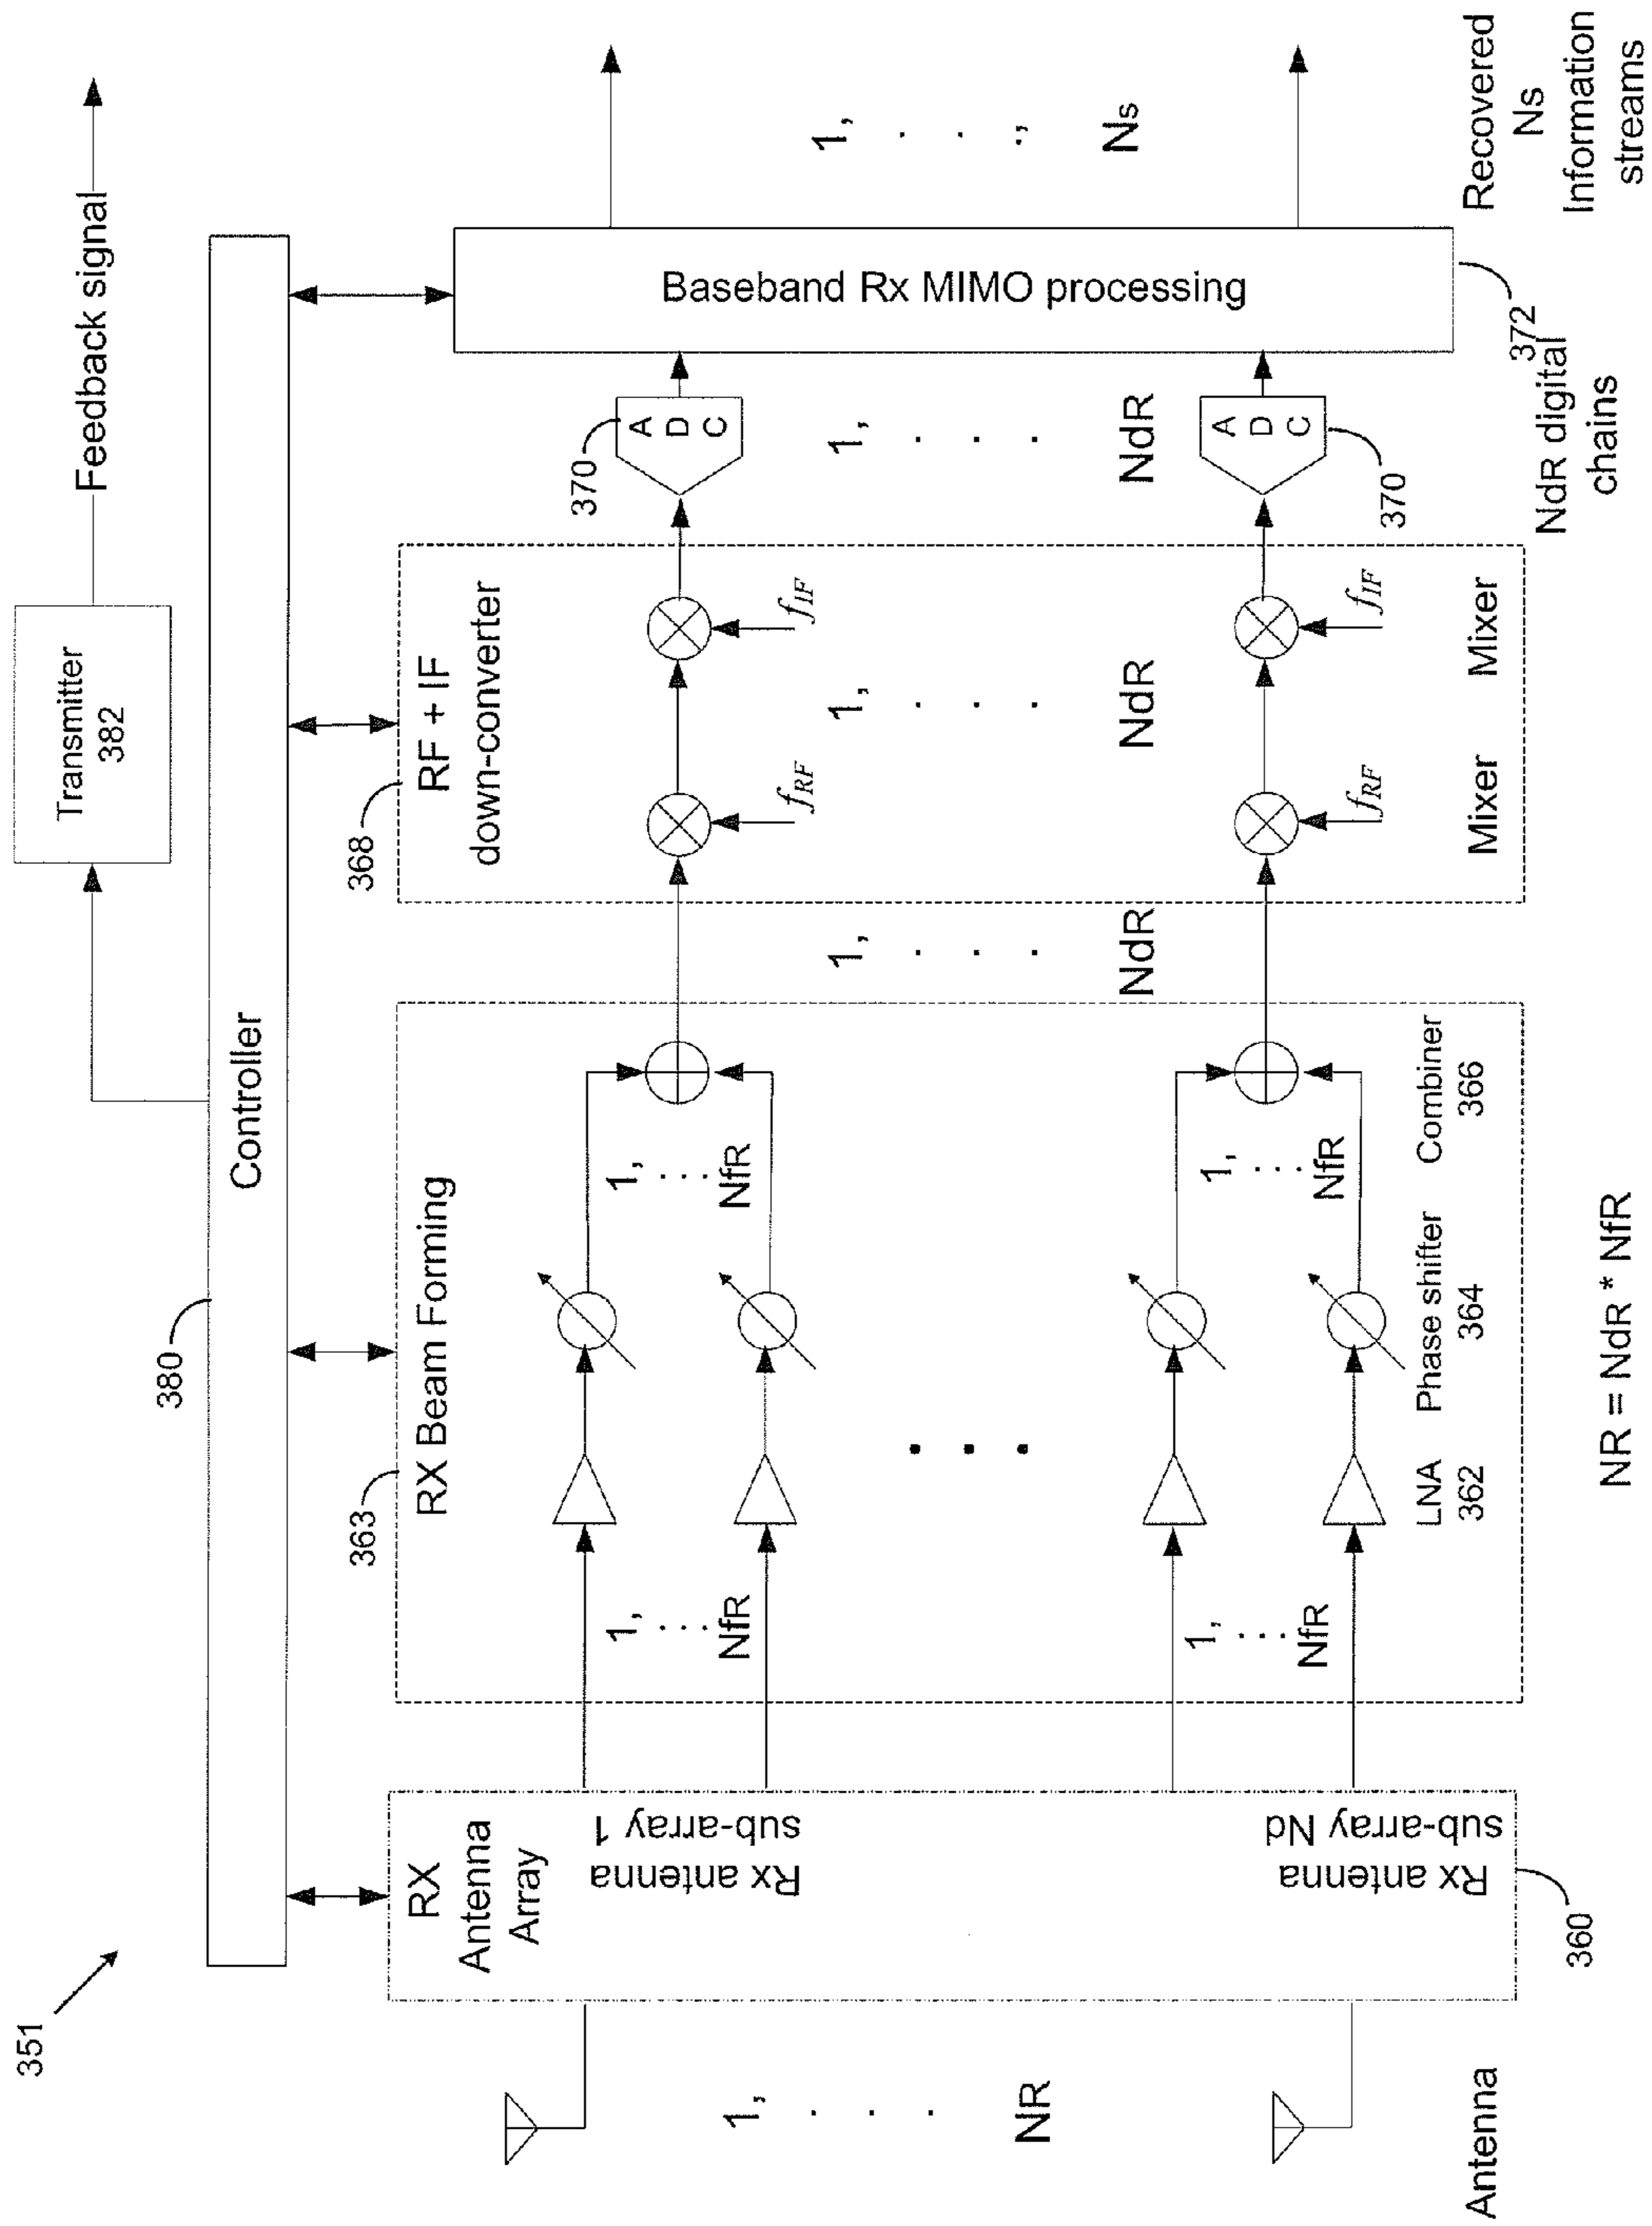 351
Transmitter
382
Feedback signal
Controller
380
RX
Antenna
Array
Rx antenna
sub-array 1
Rx antenna
sub-array Nd
360
363
RX Beam Forming
1,
. . .
NfR
1,
. . .
NfR
1,
. . .
NfR
1,
. . .
NfR
. . .
LNA
362
Phase shifter
364
Combiner
366
1,
. . .
NdR
368
RF + IF
down-converter
fRF
fIF
1,
. . .
NdR
fRF
fIF
Mixer
Mixer
370
A
D
C
1,
. . .
NdR
A
D
C
370
Baseband Rx MIMO processing
372
NdR digital
chains
1,
. . .,
Ns
Recovered
Ns
Information
streams
1,
. . .
NR
Antenna
NR = NdR * NfR